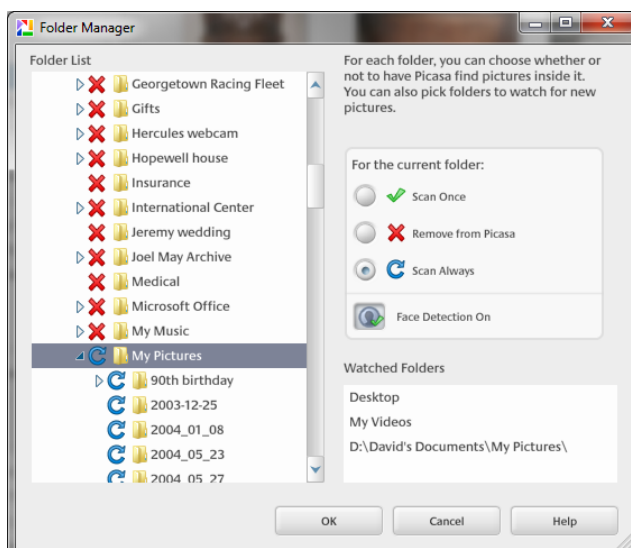 Folder Manager
Folder List
Georgetown Racing Fleet
Gifts
Hercules webcam
Hopewell house
Insurance
International Center
Jeremy wedding
Joel May Archive
Medical
Microsoft Office
My Music
My Pictures
90th birthday
2003-12-25
2004_01_08
2004_05_23
2004_05_27
For each folder, you can choose whether or
not to have Picasa find pictures inside it.
You can also pick folders to watch for new
pictures.
For the current folder:
Scan Once
Remove from Picasa
Scan Always
Face Detection On
Watched Folders
Desktop
My Videos
D:\David's Documents\My Pictures\
OK
Cancel
Help